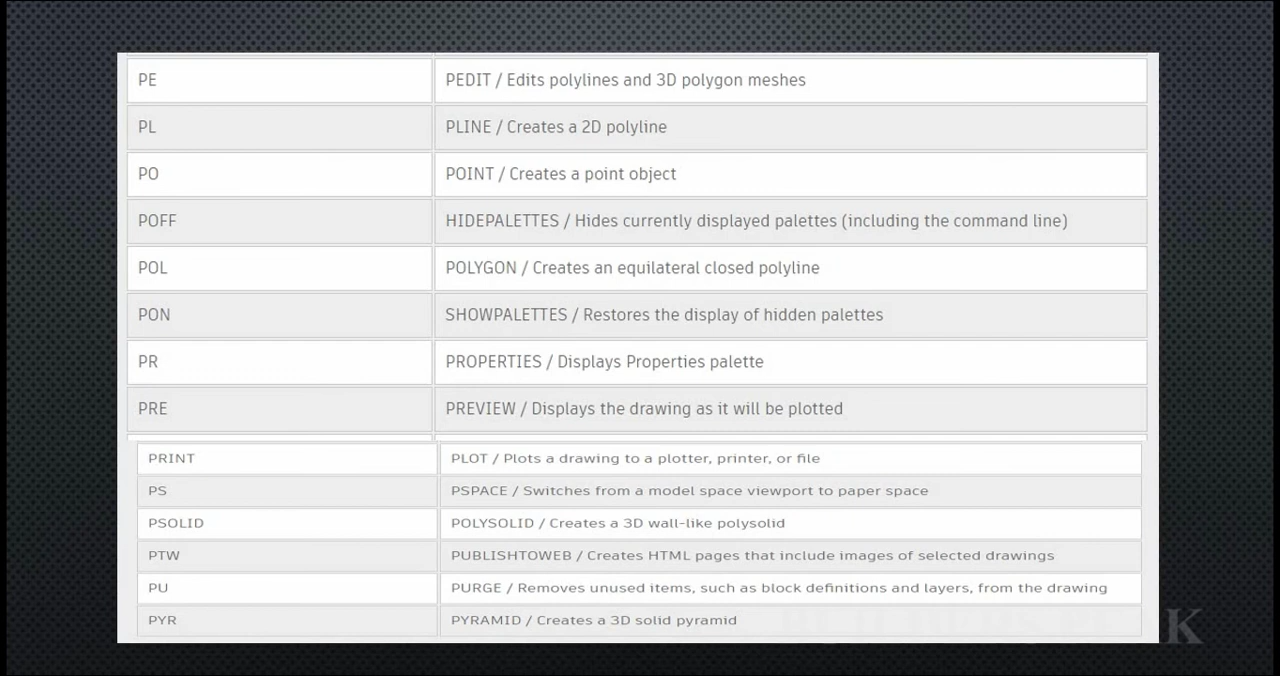 PE PEDIT / Edits polylines and 3D polygon meshes
PL PLINE / Creates a 2D polyline
PO POINT / Creates a point object
POFF HIDEPALETTES / Hides currently displayed palettes (including the command line)
POL POLYGON / Creates an equilateral closed polyline
PON SHOWPALETTES / Restores the display of hidden palettes
PR PROPERTIES / Displays Properties palette
PRE PREVIEW / Displays the drawing as it will be plotted
PRINT PLOT / Plots a drawing to a plotter, printer, or file
PS PSPACE / Switches from a model space viewport to paper space
PSOLID POLYSOLID / Creates a 3D wall-like polysolid
PTW PUBLISHTOWEB / Creates HTML pages that include images of selected drawings
PU PURGE / Removes unused items, such as block definitions and layers, from the drawing
PYR PYRAMID / Creates a 3D solid pyramid